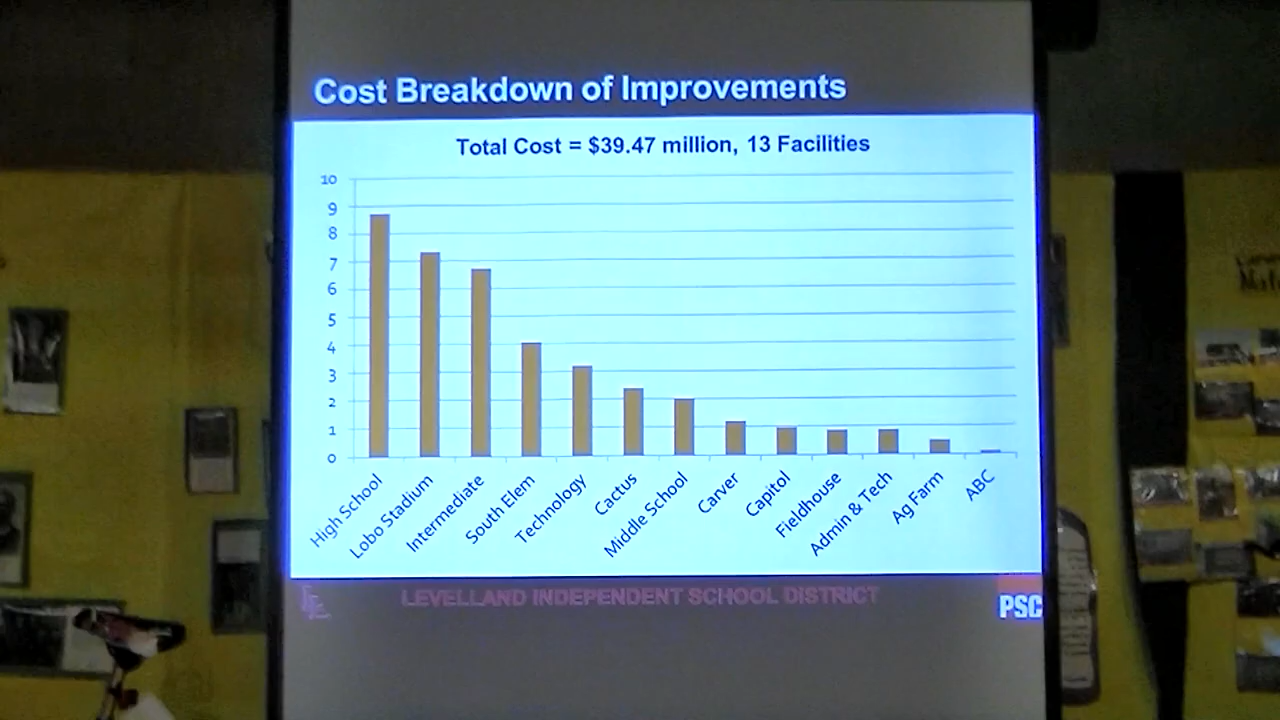 Cost Breakdown of Improvements
Total Cost = $39.47 million, 13 Facilities
10
9
8
7
6
5
4
3
2
1
0
High School
Lobo Stadium
Intermediate
South Elem
Technology
Cactus
Middle School
Carver
Capitol
Fieldhouse
Admin & Tech
Ag Farm
ABC
LEVELLAND INDEPENDENT SCHOOL DISTRICT
PSC